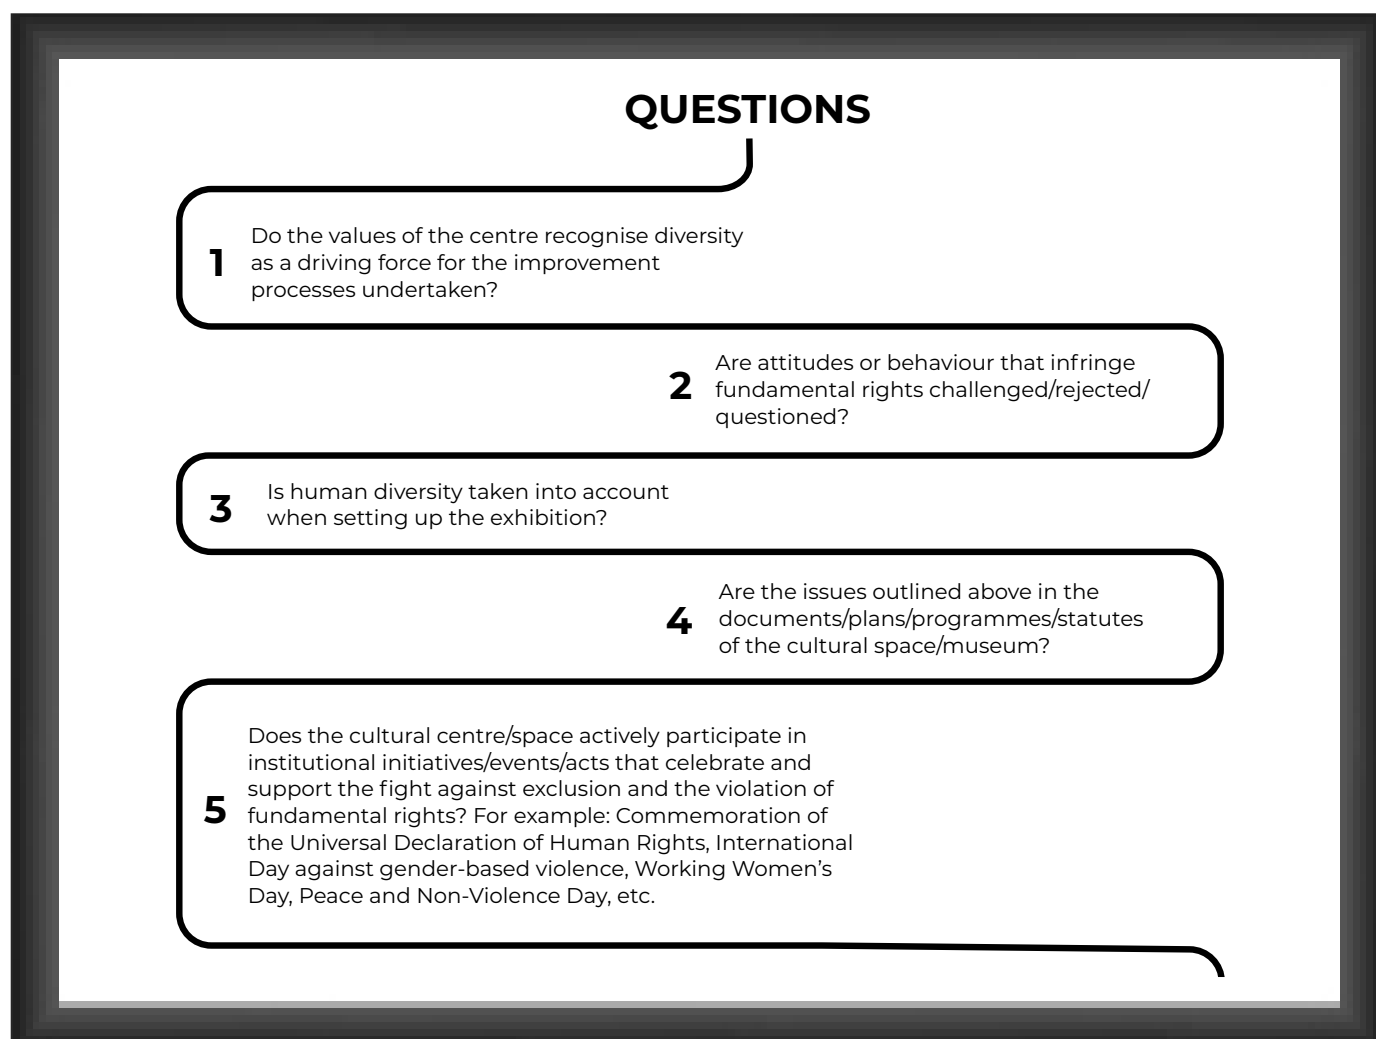 QUESTIONS
1
Do the values of the centre recognise diversity
as a driving force for the improvement
processes undertaken?
2
Are attitudes or behaviour that infringe
fundamental rights challenged/rejected/
questioned?
3
Is human diversity taken into account
when setting up the exhibition?
4
Are the issues outlined above in the
documents/plans/programmes/statutes
of the cultural space/museum?
5
Does the cultural centre/space actively participate in
institutional initiatives/events/acts that celebrate and
support the fight against exclusion and the violation of
fundamental rights? For example: Commemoration of
the Universal Declaration of Human Rights, International
Day against gender-based violence, Working Women’s
Day, Peace and Non-Violence Day, etc.